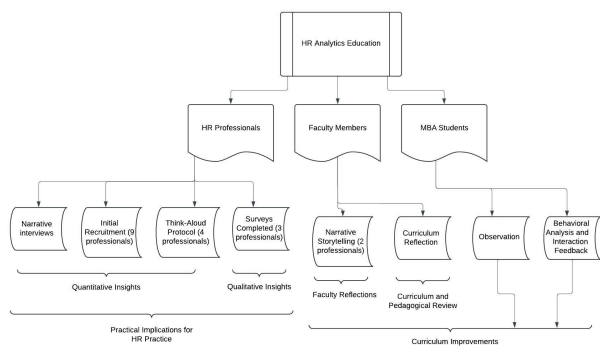 HR Analytics Education
HR Professionals
Faculty Members
MBA Students
Narrative
interviews
Initial
Recruitment (9
professionals)
Think-Aloud
Protocol (4
professionals)
Surveys
Completed (3
professionals)
Narrative
Storytelling (2
professionals)
Curriculum
Reflection
Observation
Behavioral
Analysis and
Interaction
Feedback
Quantitative Insights
Qualitative Insights
Faculty Reflections
Curriculum and
Pedagogical Review
Practical Implications for
HR Practice
Curriculum Improvements